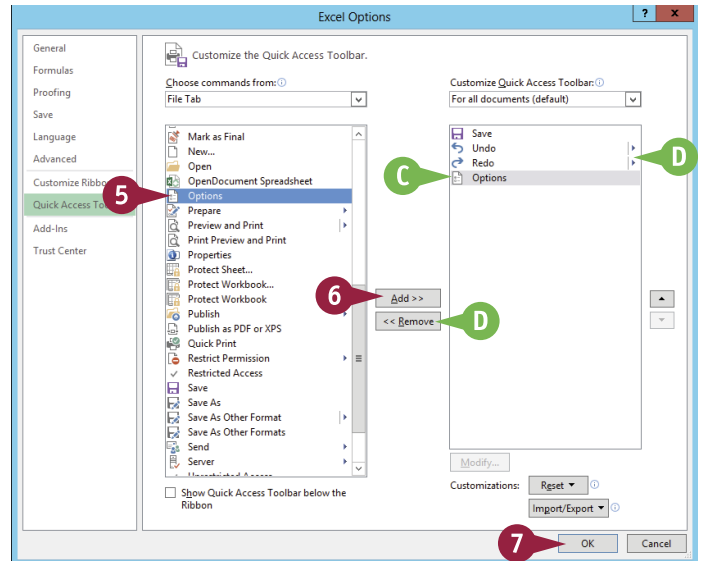 Excel Options
? x
General
Formulas
Proofing
Save
Language
Advanced
Customize Ribbo
Quick Access To
Add-Ins
Trust Center
Customize the Quick Access Toolbar.
Choose commands from:
File Tab
Mark as Final
New...
Open
OpenDocument Spreadsheet
5
Options
Prepare
Preview and Print
Print Preview and Print
Properties
Protect Sheet...
Protect Workbook...
Protect Workbook
Publish
Publish as PDF or XPS
Quick Print
Restrict Permission
Restricted Access
Save
Save As
Save As Other Format
Save As Other Formats
Send
Server
Show Quick Access Toolbar below the
Ribbon
6
Add >>
<< Remove
D
Customize Quick Access Toolbar:
For all documents (default)
Save
Undo
Redo
D
C
Options
Modify...
Customizations:
Reset
Import/Export
7
OK
Cancel